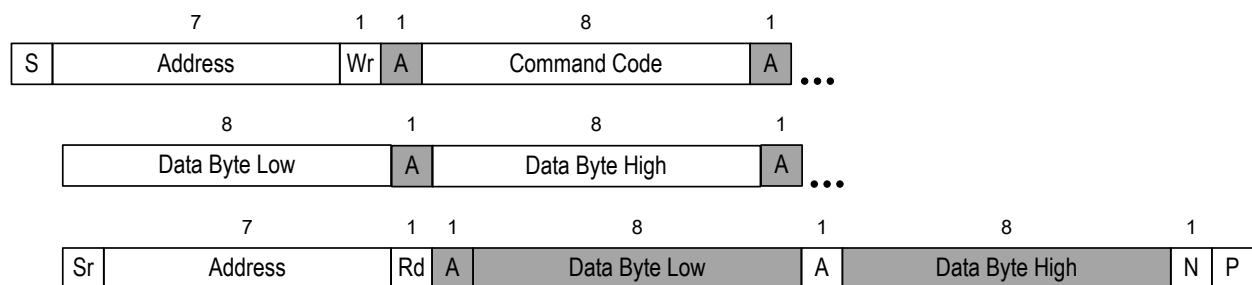 7 1 1 8 1
S Address Wr A Command Code A ...
8 1 8 1
Data Byte Low A Data Byte High A ...
7 1 1 8 1 8 1
Sr Address Rd A Data Byte Low A Data Byte High N P